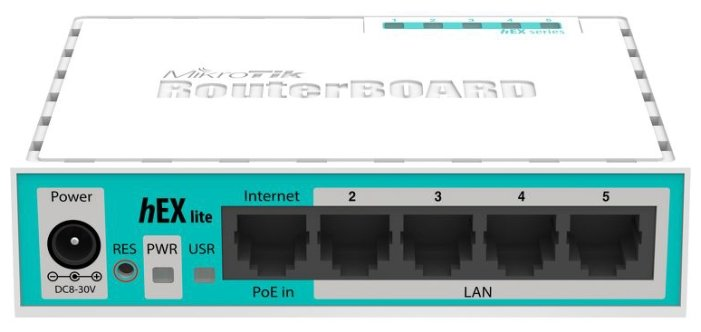 1 2 3 4 5
hEX series
MikroTik
RouterBOARD
Power
hEX lite
Internet 2 3 4 5
RES PWR USR
DC8-30V
PoE in LAN